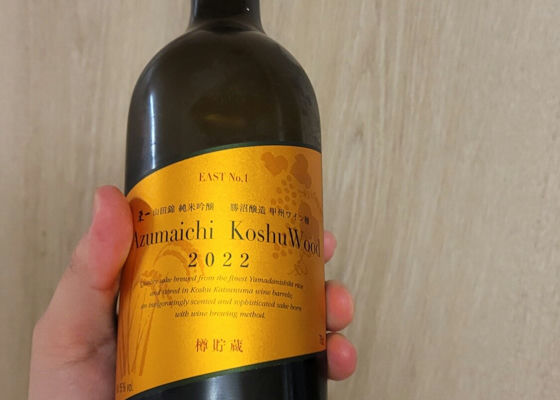 EAST No.1
東一 山田錦 純米吟醸 勝沼醸造 甲州ワイン樽
Azumaichi KoshuWood
2022
sake brewed from the finest Yamadanishiki rice
and stored in Koshu Katsunuma wine barrels,
an invigoratingly scented and sophisticated sake born
with wine brewing method.
樽貯蔵